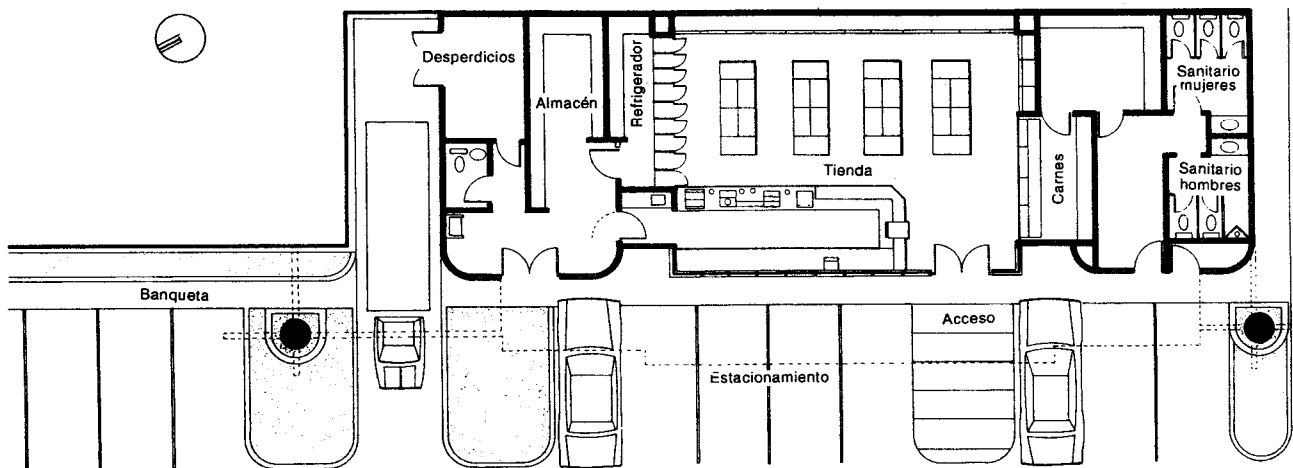 Desperdicios
Almacén
Refrigerador
Tienda
Carnes
Sanitario
mujeres
Sanitario
hombres
Banqueta
Acceso
Estacionamiento